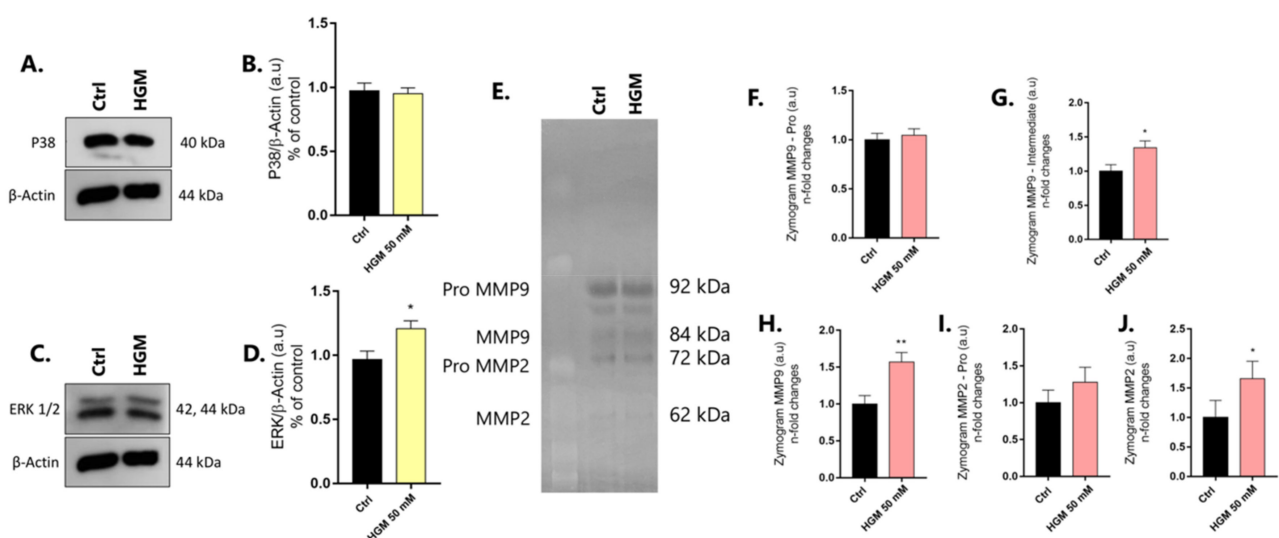 A.
Ctrl
HGM
P38
40 kDa
β-Actin
44 kDa
B.
P38/β-Actin (a.u)
% of control
1.5
1.0
0.5
0.0
Ctrl
HGM 50 mM
C.
Ctrl
HGM
ERK 1/2
42, 44 kDa
β-Actin
44 kDa
D.
ERK/β-Actin (a.u)
% of control
1.5
1.0
0.5
0.0
*
Ctrl
HGM 50 mM
E.
Ctrl
HGM
Pro MMP9
92 kDa
MMP9
84 kDa
Pro MMP2
72 kDa
MMP2
62 kDa
F.
Zymogram MMP9 - Pro (a.u)
n-fold changes
1.5
1.0
0.5
0.0
Ctrl
HGM 50 mM
G.
Zymogram MMP9 - Intermediate (a.u)
n-fold changes
2.0
1.5
1.0
0.5
0.0
*
Ctrl
HGM 50 mM
H.
Zymogram MMP9 (a.u)
n-fold changes
2.0
1.5
1.0
0.5
0.0
**
Ctrl
HGM 50 mM
I.
Zymogram MMP2 - Pro (a.u)
n-fold changes
2.0
1.5
1.0
0.5
0.0
Ctrl
HGM 50 mM
J.
Zymogram MMP2 (a.u)
n-fold changes
2.5
2.0
1.5
1.0
0.5
0.0
*
Ctrl
HGM 50 mM